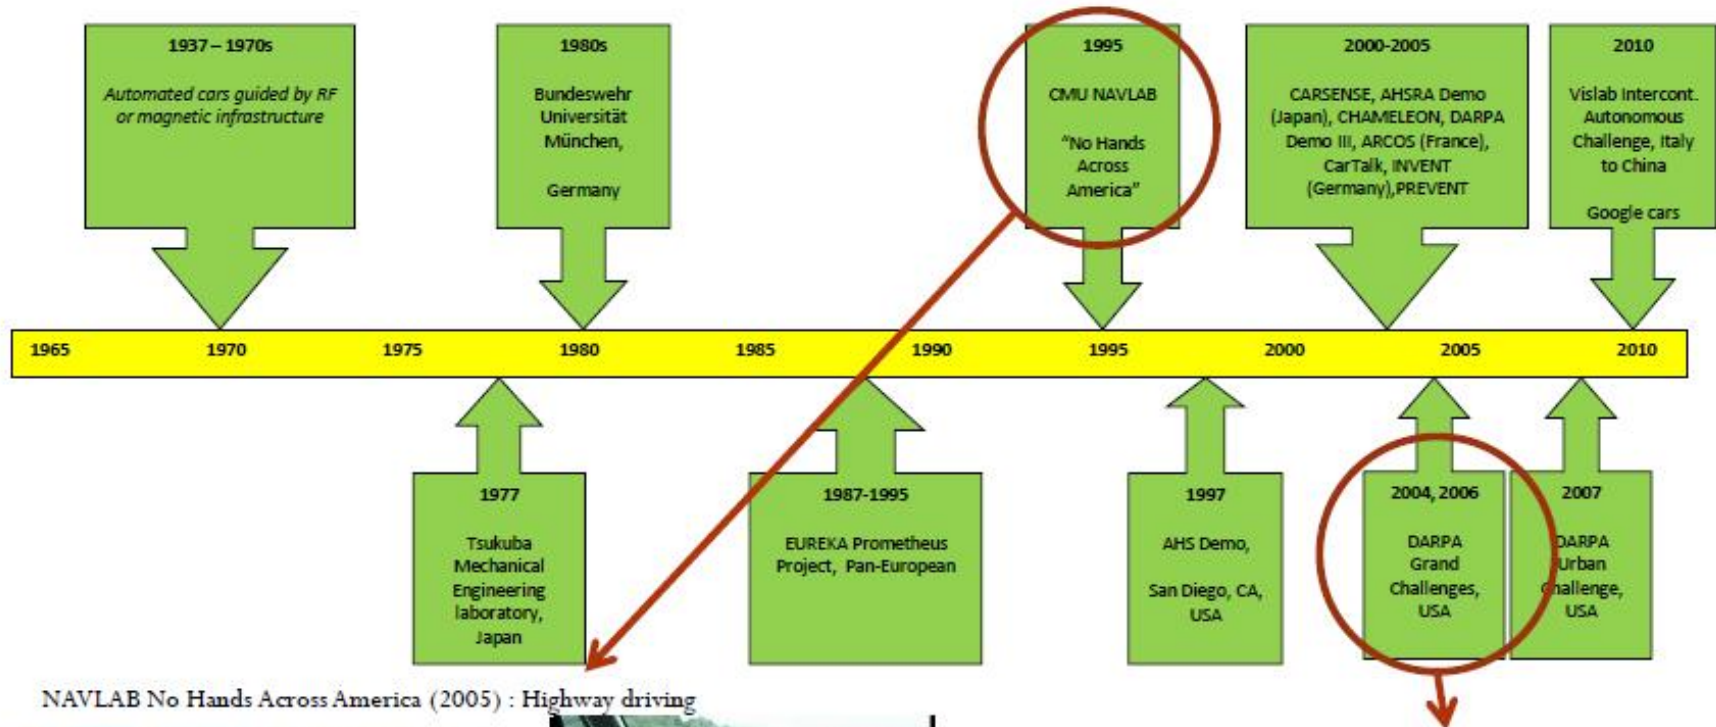 1937 – 1970s
Automated cars guided by RF
or magnetic infrastructure
1980s
Bundeswehr
Universität
München,
Germany
1995
CMU NAVLAB
“No Hands
Across
America”
2000-2005
CARSENSE, AHSRA Demo
(Japan), CHAMELEON, DARPA
Demo III, ARCOS (France),
CarTalk, INVENT
(Germany),PREVENT
2010
Vislab Intercont.
Autonomous
Challenge, Italy
to China
Google cars
1965 1970 1975 1980 1985 1990 1995 2000 2005 2010
1977
Tsukuba
Mechanical
Engineering
laboratory,
Japan
1987-1995
EUREKA Prometheus
Project, Pan-European
1997
AHS Demo,
San Diego, CA,
USA
2004, 2006
DARPA
Grand
Challenges,
USA
2007
DARPA
Urban
Challenge,
USA
NAVLAB No Hands Across America (2005) : Highway driving